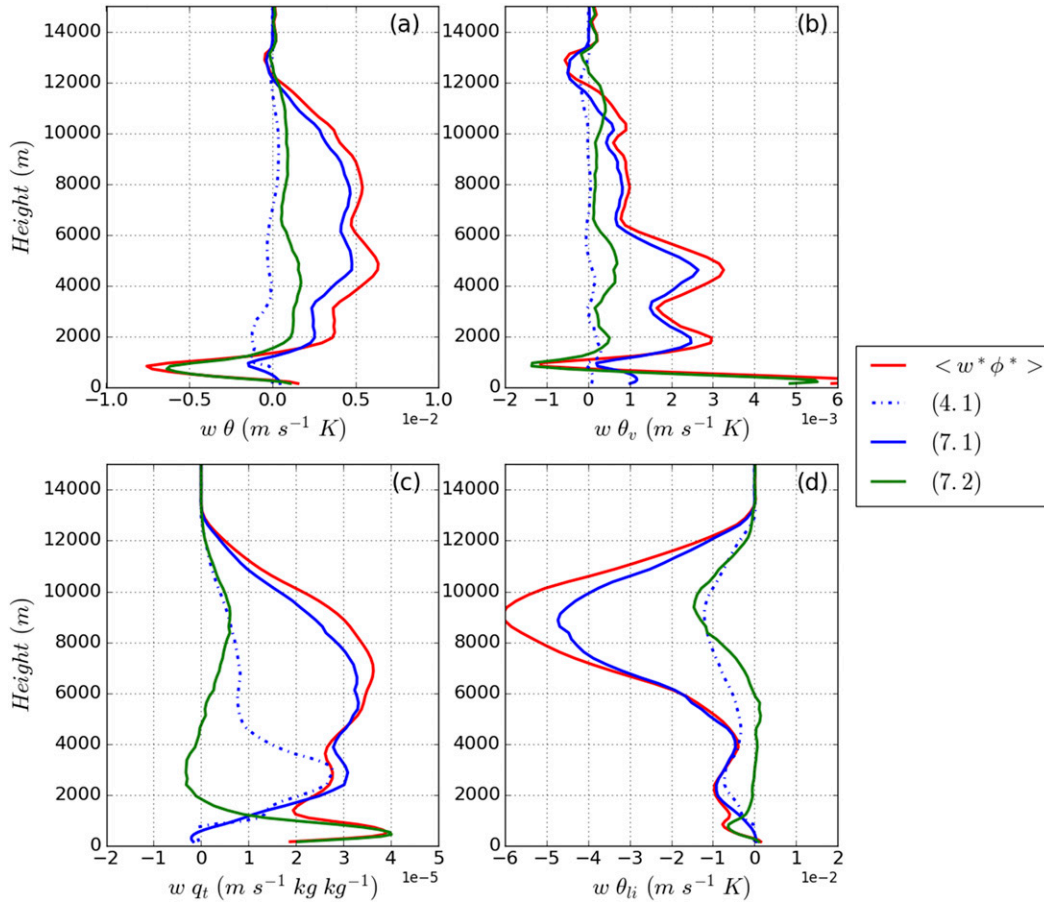 (a)
14000
12000
10000
8000
6000
4000
2000
0
Height (m)
−1.0 −0.5 0.0 0.5 1.0
1e−2
w θ (m s⁻¹ K)
(b)
14000
12000
10000
8000
6000
4000
2000
0
−2 −1 0 1 2 3 4 5 6
1e−3
w θᵥ (m s⁻¹ K)
< w* ϕ* >
(4.1)
(7.1)
(7.2)
(c)
14000
12000
10000
8000
6000
4000
2000
0
Height (m)
−2 −1 0 1 2 3 4 5
1e−5
w qₜ (m s⁻¹ kg kg⁻¹)
(d)
14000
12000
10000
8000
6000
4000
2000
0
−6 −5 −4 −3 −2 −1 0 1 2
1e−2
w θₗᵢ (m s⁻¹ K)